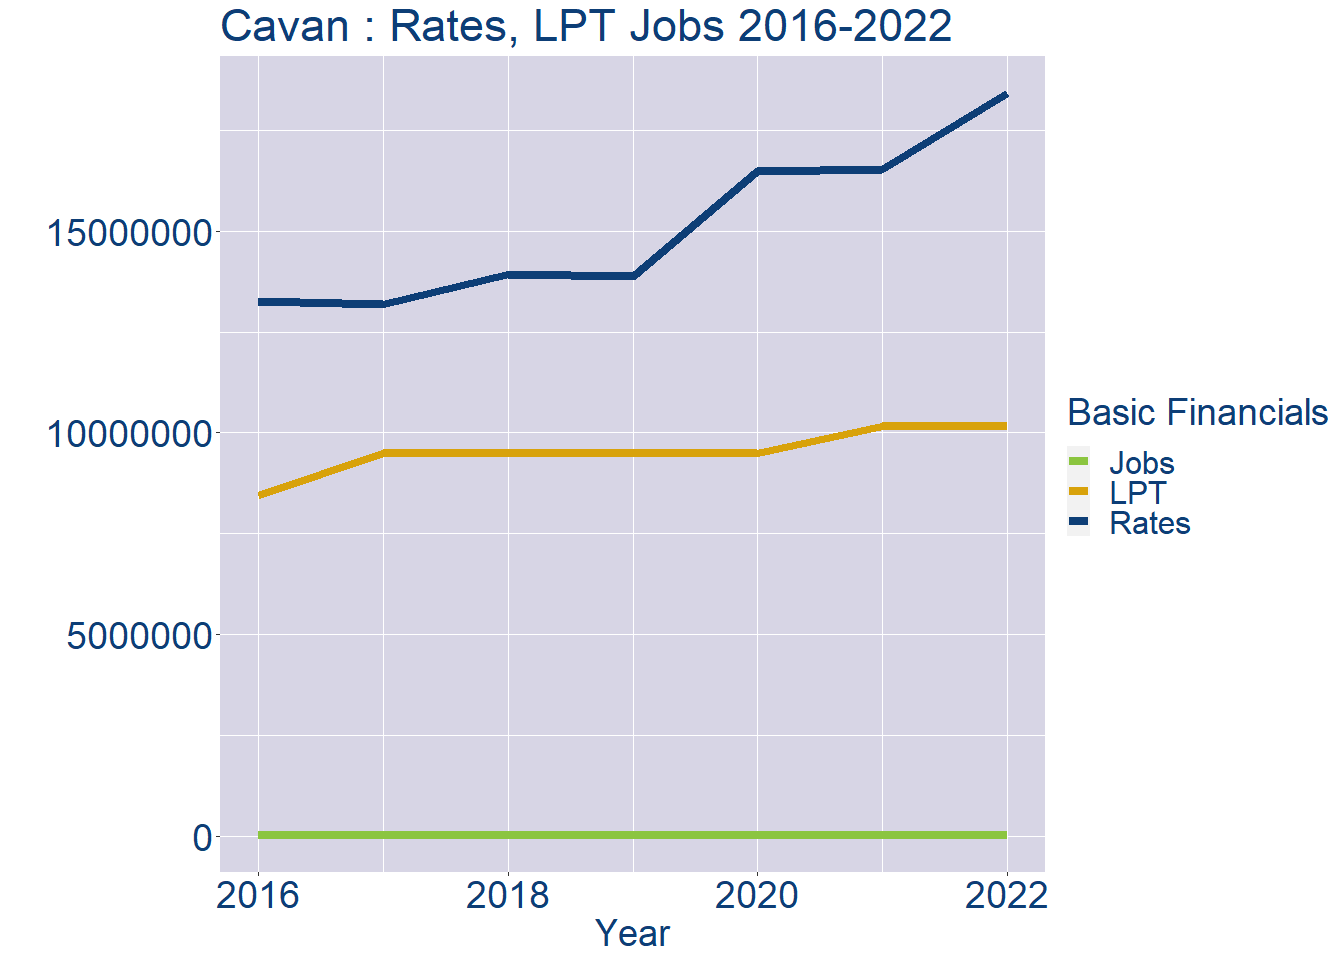 Cavan : Rates, LPT Jobs 2016-2022
15000000
10000000
5000000
0
2016 2018 2020 2022
Year
Basic Financials
Jobs
LPT
Rates